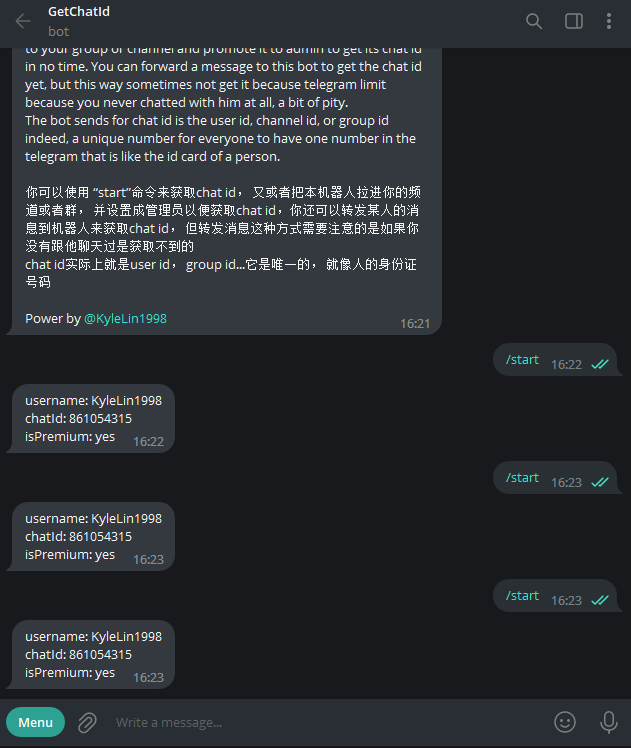 GetChatId
bot
to your group or channel and promote it to admin to get its chat id
in no time. You can forward a message to this bot to get the chat id
yet, but this way sometimes not get it because telegram limit
because you never chatted with him at all, a bit of pity.
The bot sends for chat id is the user id, channel id, or group id
indeed, a unique number for everyone to have one number in the
telegram that is like the id card of a person.
你可以使用 “start”命令来获取chat id， 又或者把本机器人拉进你的频
道或者群， 并设置成管理员以便获取chat id，你还可以转发某人的消
息到机器人来获取chat id， 但转发消息这种方式需要注意的是如果你
没有跟他聊天过是获取不到的
chat id实际上就是user id， group id...它是唯一的， 就像人的身份证
号码
Power by @KyleLin1998
16:21
/start 16:22
username: KyleLin1998
chatId: 861054315
isPremium: yes 16:22
/start 16:23
username: KyleLin1998
chatId: 861054315
isPremium: yes 16:23
/start 16:23
username: KyleLin1998
chatId: 861054315
isPremium: yes 16:23
Menu Write a message...